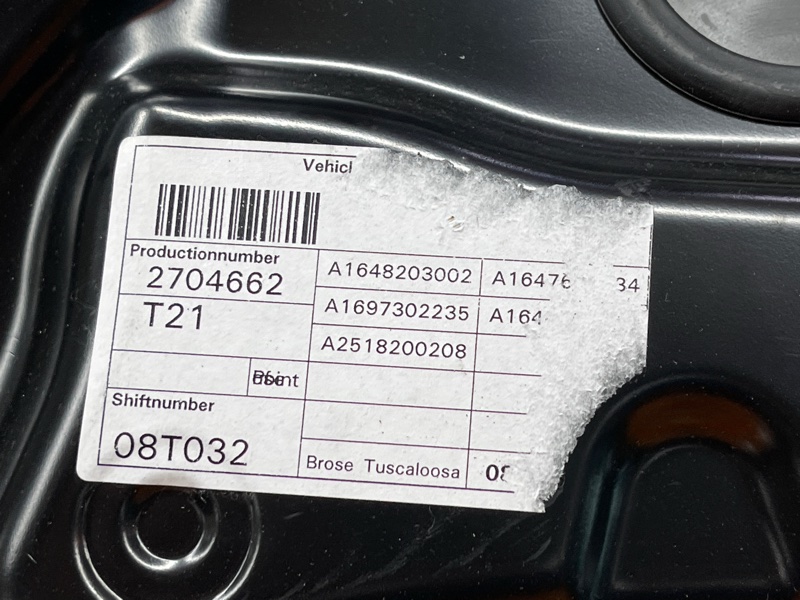 Vehicl
Productionnumber
2704662
A1648203002 A16476 34
T21
A1697302235 A164
A2518200208
Shiftnumber
08T032
Brose Tuscaloosa 08